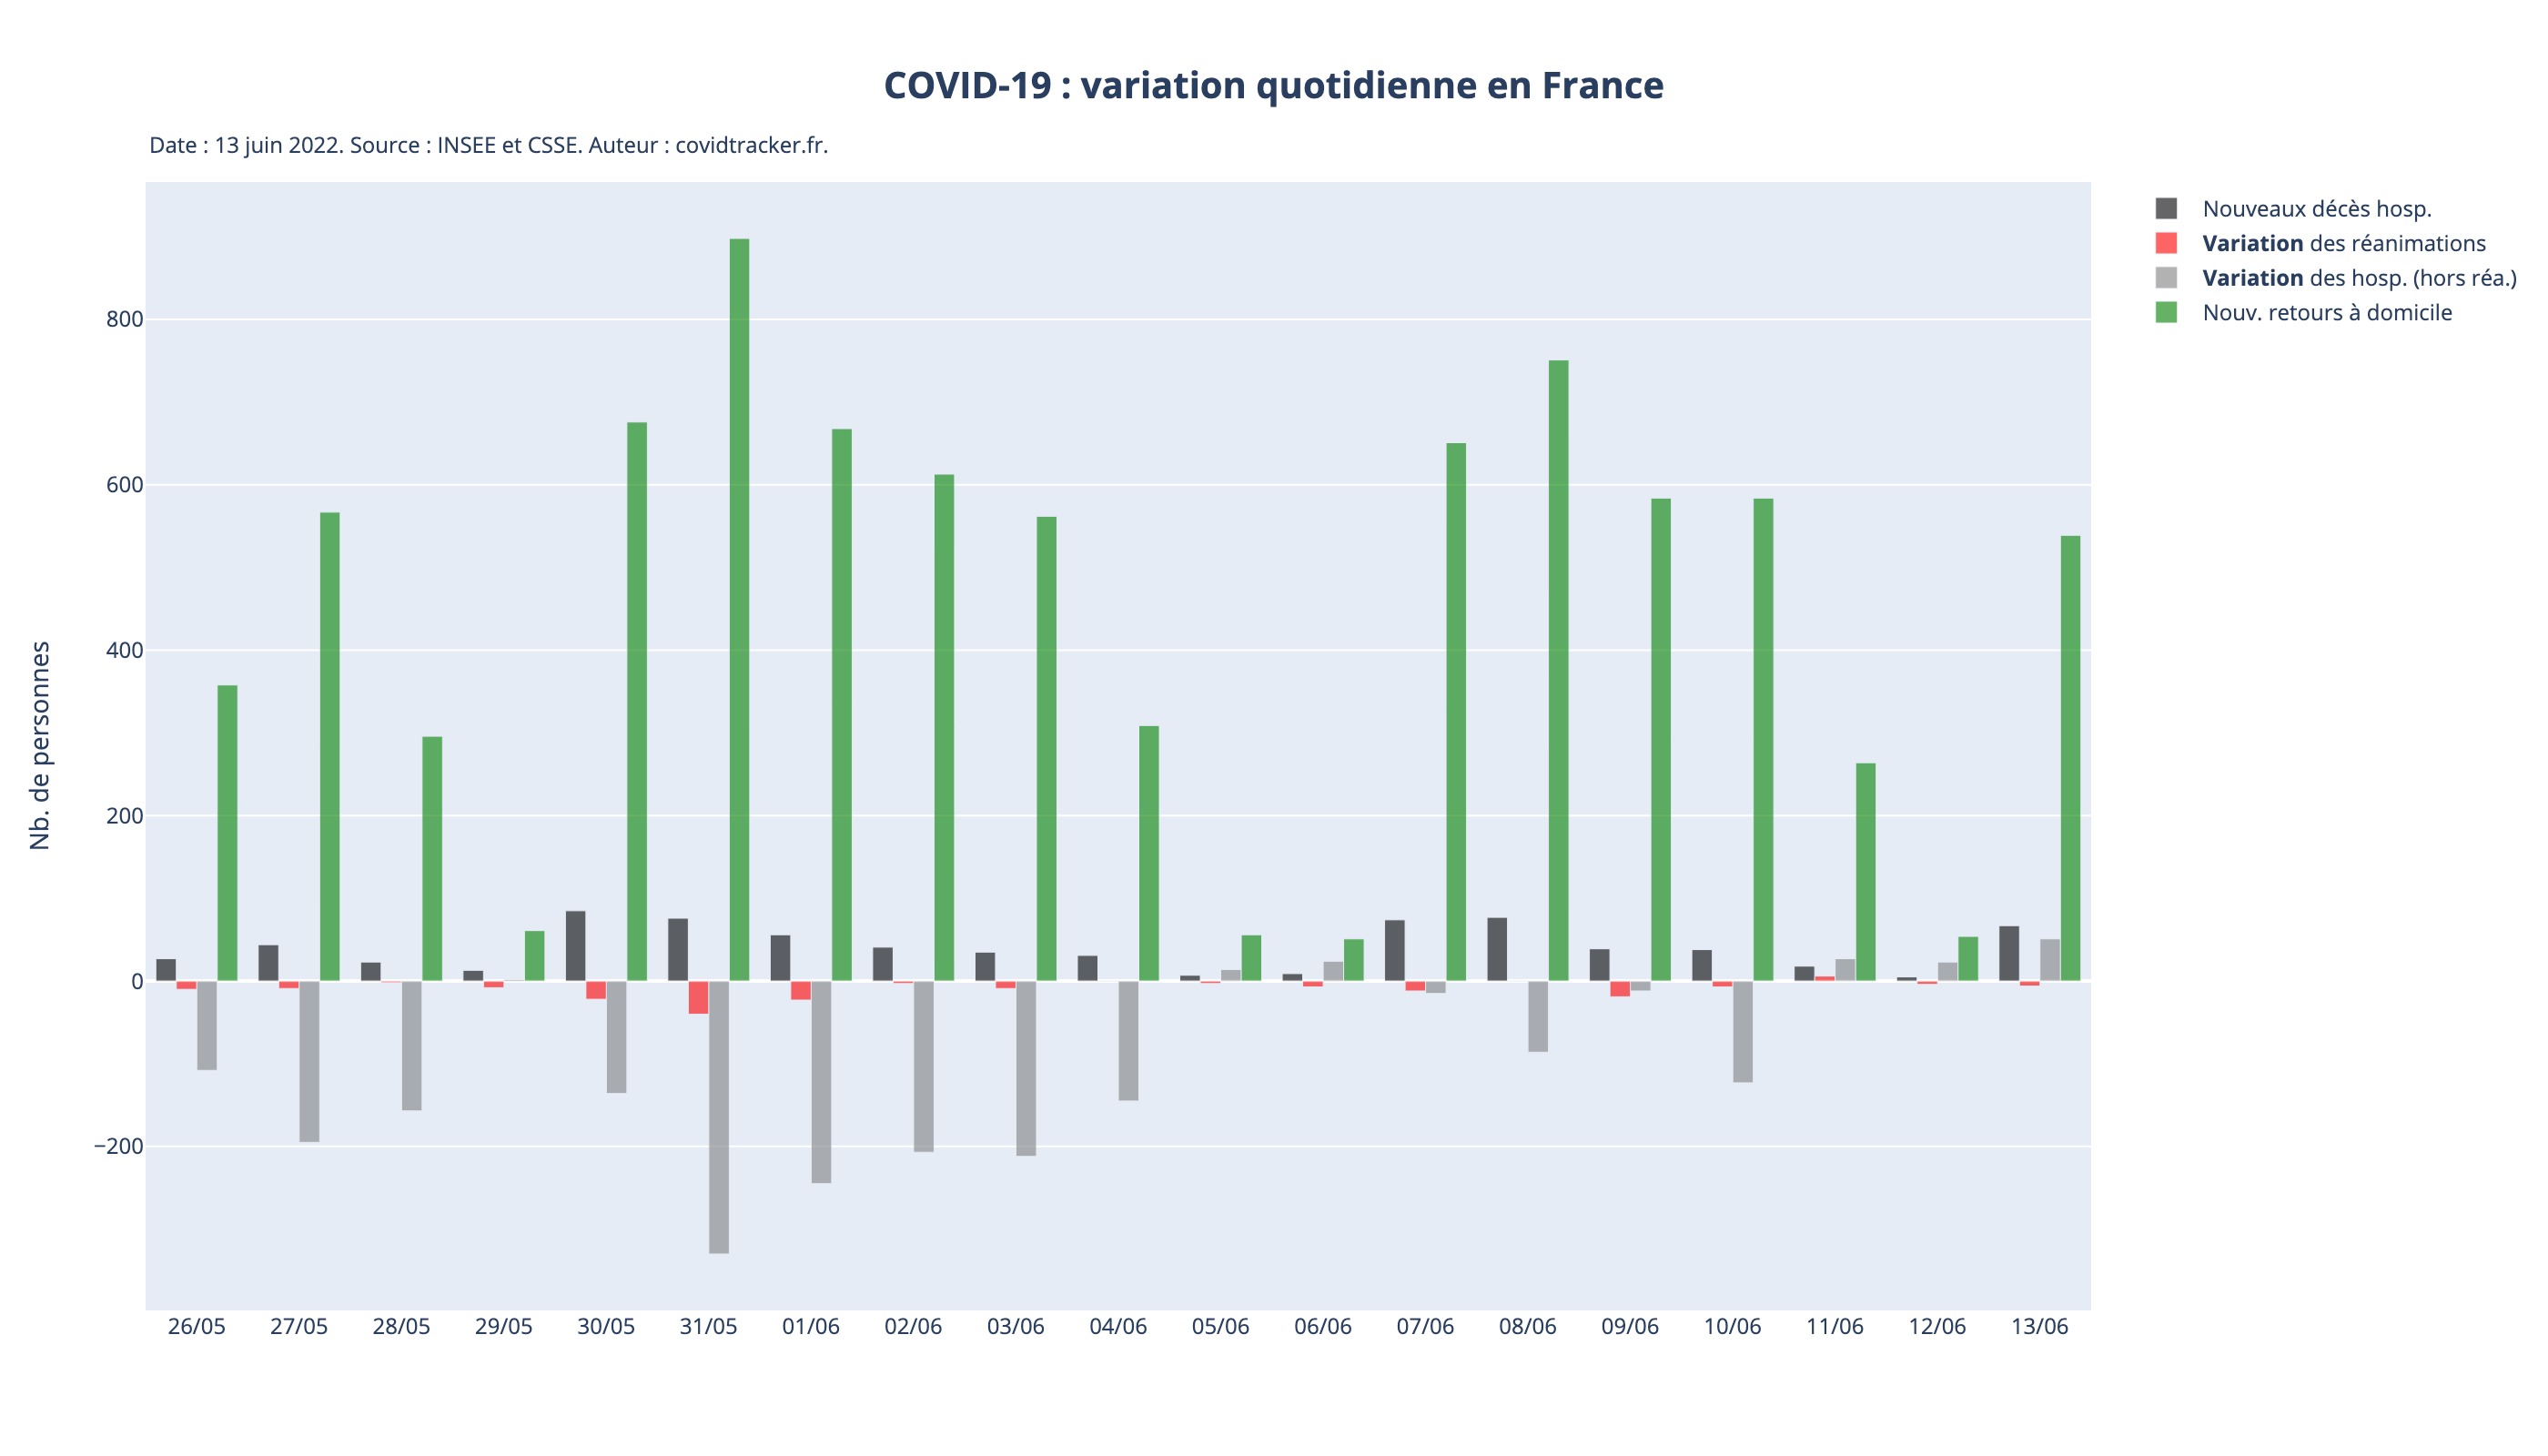 COVID-19 : variation quotidienne en France
Date : 13 juin 2022. Source : INSEE et CSSE. Auteur : covidtracker.fr.
Nouveaux décès hosp.
Variation des réanimations
Variation des hosp. (hors réa.)
Nouv. retours à domicile
Nb. de personnes
800
600
400
200
0
−200
26/05 27/05 28/05 29/05 30/05 31/05 01/06 02/06 03/06 04/06 05/06 06/06 07/06 08/06 09/06 10/06 11/06 12/06 13/06